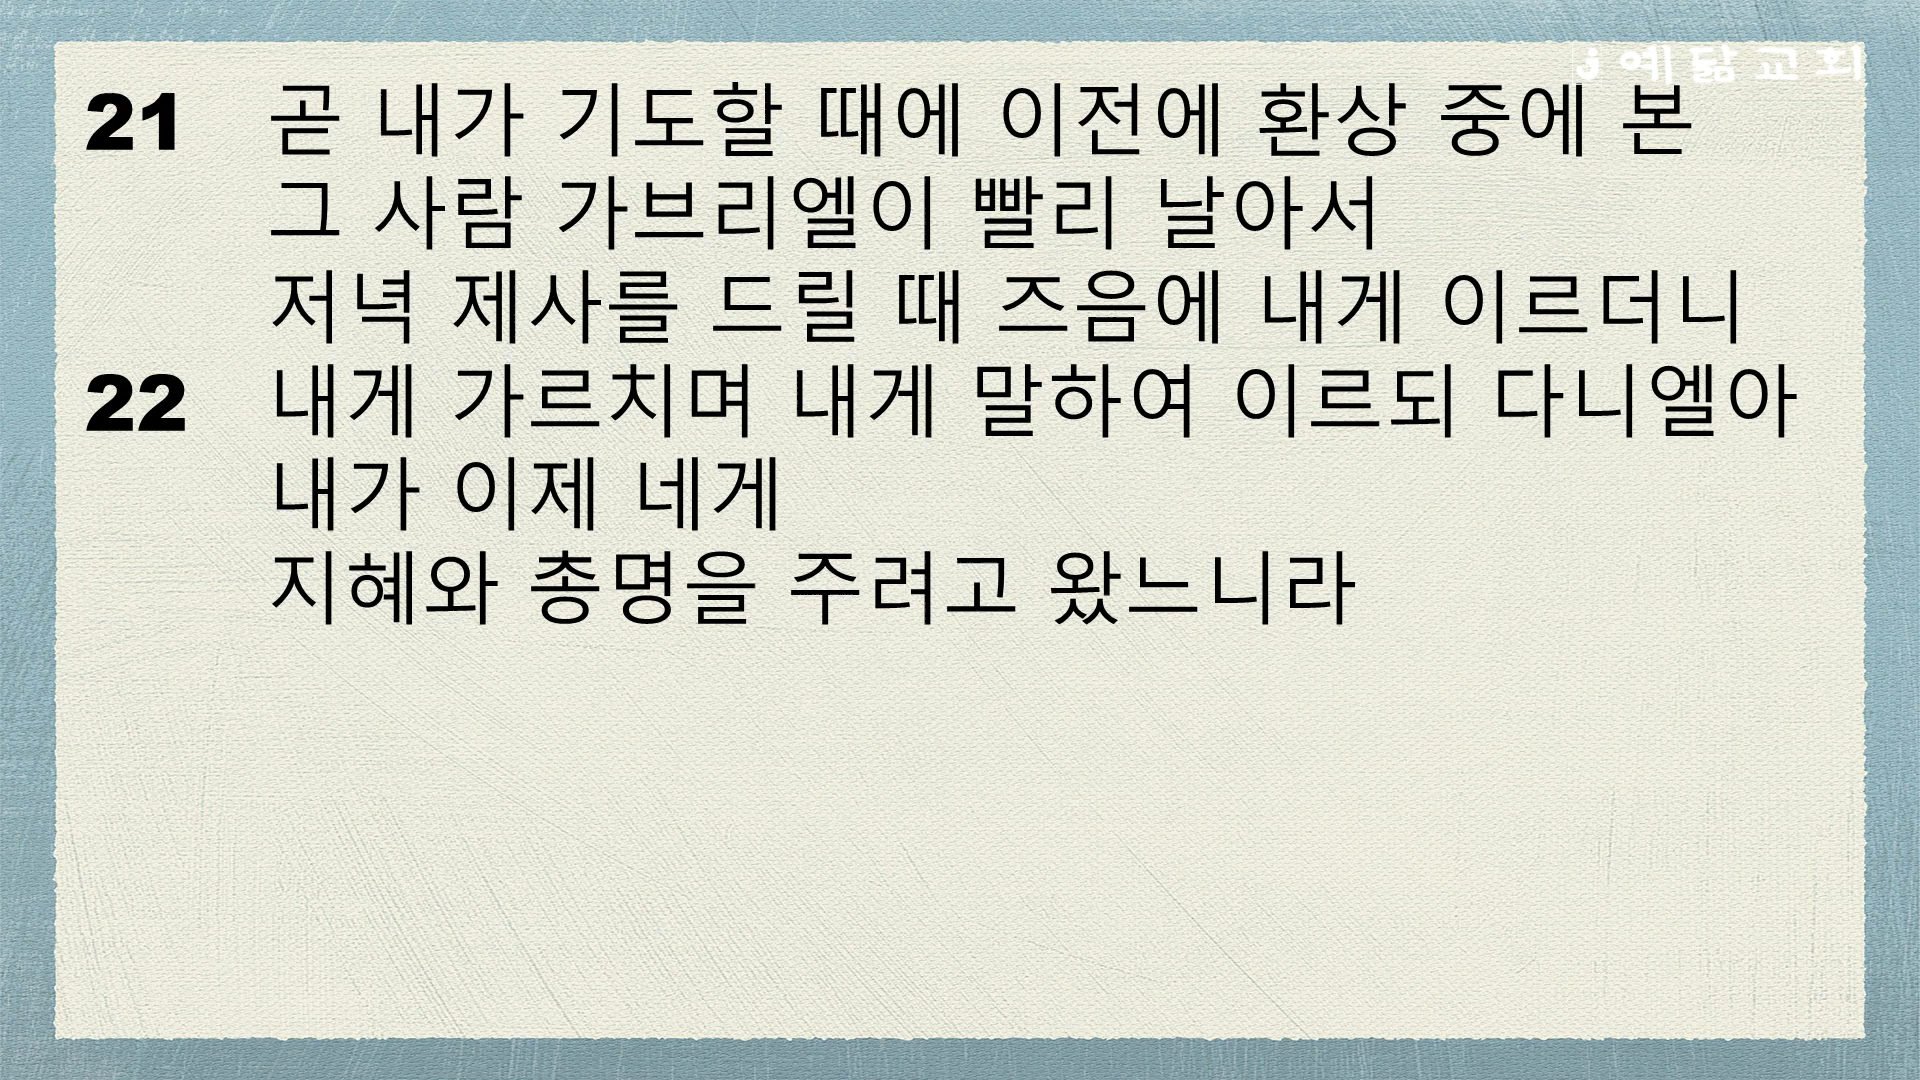 j 예닮교회
21 곧 내가 기도할 때에 이전에 환상 중에 본
그 사람 가브리엘이 빨리 날아서
저녁 제사를 드릴 때 즈음에 내게 이르더니
22 내게 가르치며 내게 말하여 이르되 다니엘아
내가 이제 네게
지혜와 총명을 주려고 왔느니라